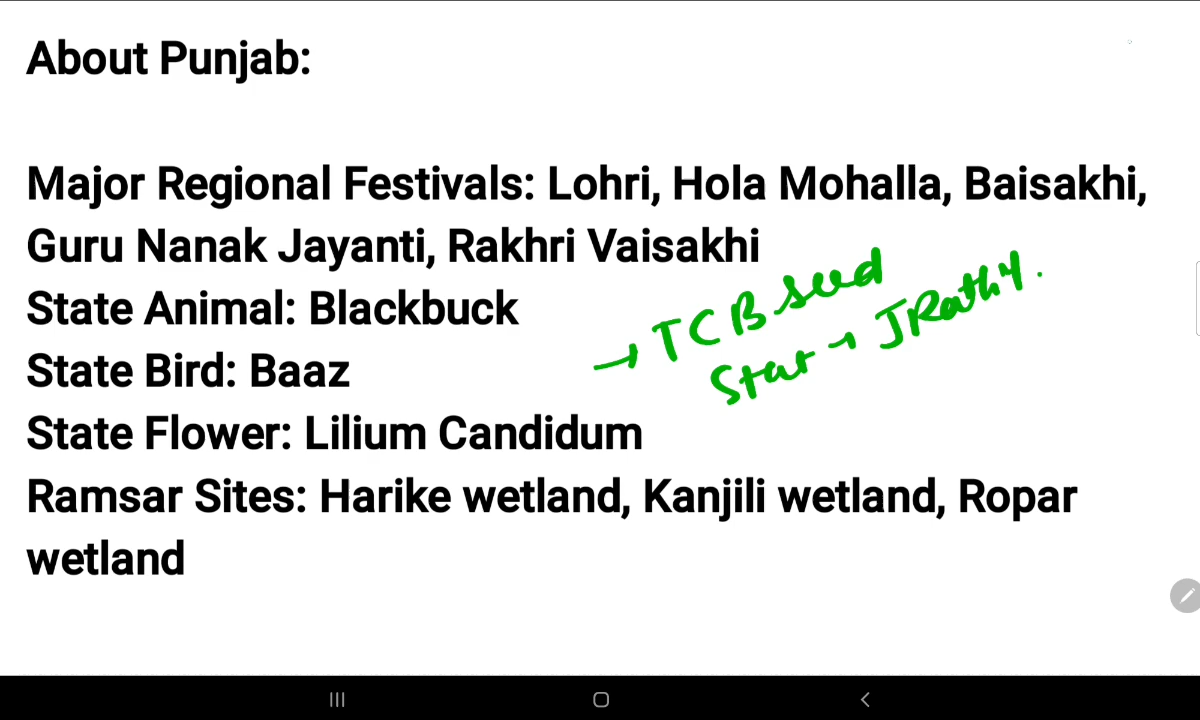 About Punjab:
Major Regional Festivals: Lohri, Hola Mohalla, Baisakhi,
Guru Nanak Jayanti, Rakhri Vaisakhi
State Animal: Blackbuck
→ TCB seed
Star → JRathy.
State Bird: Baaz
State Flower: Lilium Candidum
Ramsar Sites: Harike wetland, Kanjili wetland, Ropar
wetland